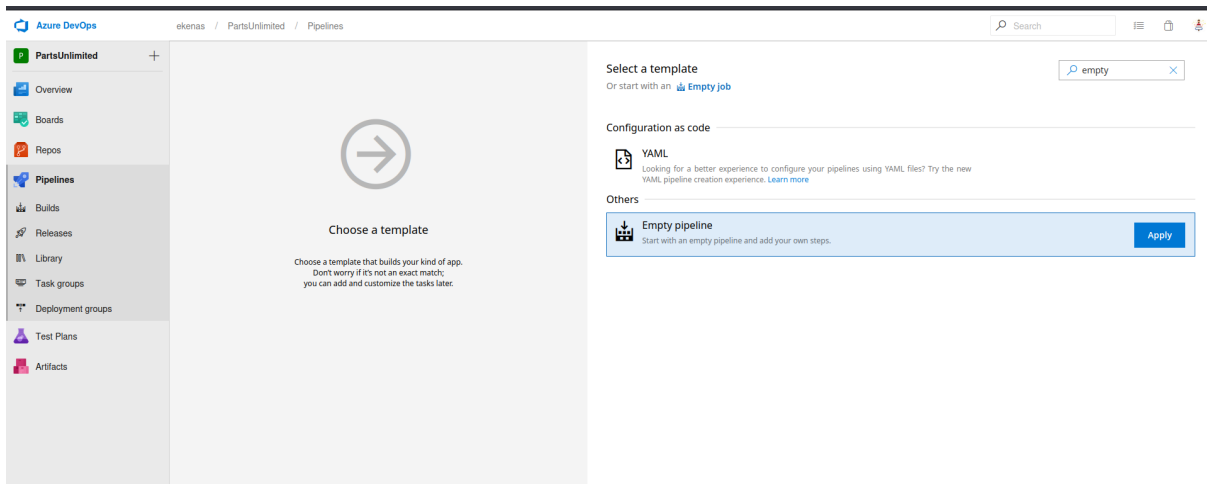 Azure DevOps
ekenas / PartsUnlimited / Pipelines
Search
P PartsUnlimited
Overview
Boards
Repos
Pipelines
Builds
Releases
Library
Task groups
Deployment groups
Test Plans
Artifacts
Choose a template
Choose a template that builds your kind of app.
Don't worry if it's not an exact match;
you can add and customize the tasks later.
Select a template
empty
Or start with an Empty job
Configuration as code
YAML
Looking for a better experience to configure your pipelines using YAML files? Try the new
YAML pipeline creation experience. Learn more
Others
Empty pipeline
Start with an empty pipeline and add your own steps.
Apply